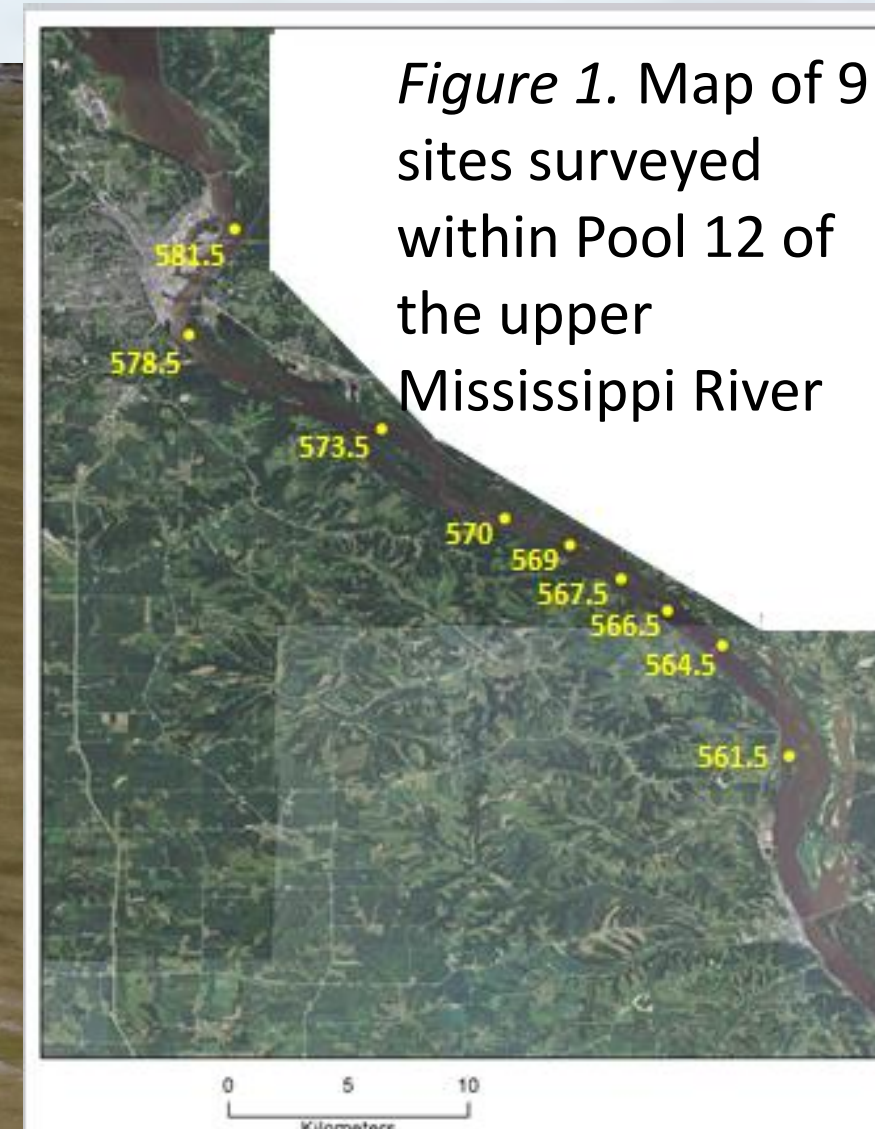 Figure 1. Map of 9
sites surveyed
within Pool 12 of
the upper
Mississippi River
581.5
578.5
573.5
570
569
567.5
566.5
564.5
561.5
0 5 10
Kilometers